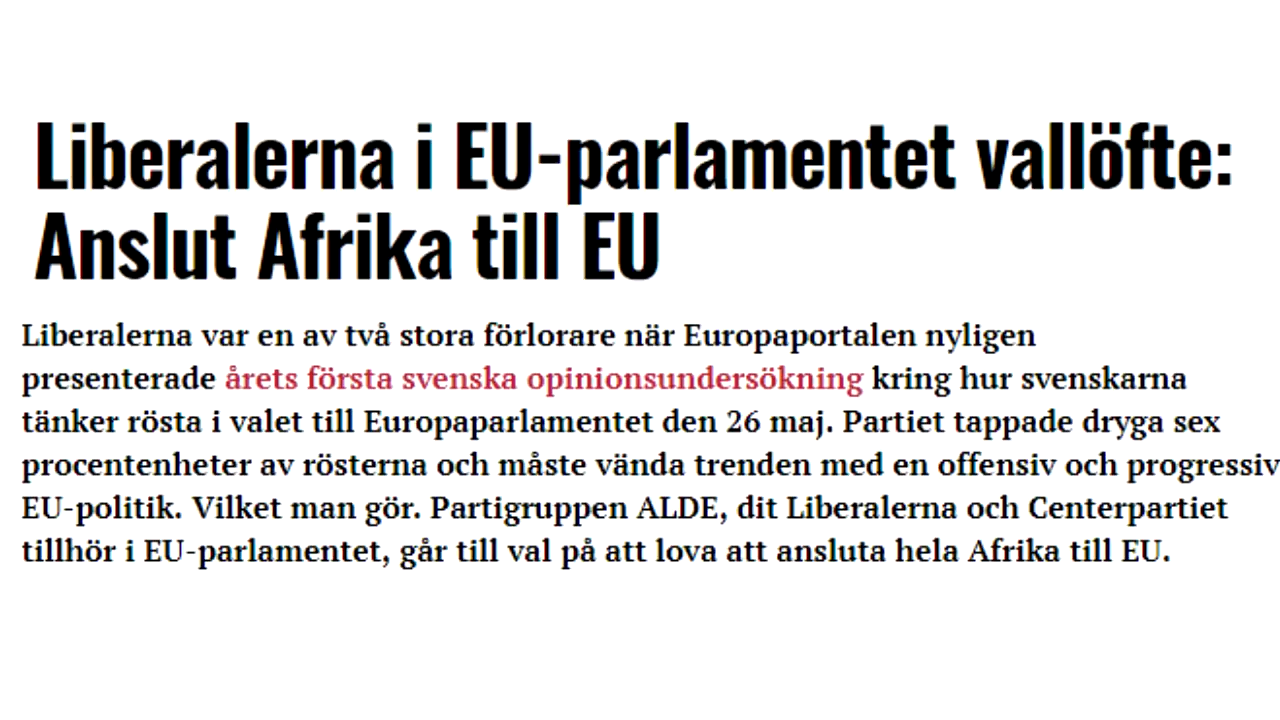 Liberalerna i EU-parlamentet vallöfte:
Anslut Afrika till EU
Liberalerna var en av två stora förlorare när Europaportalen nyligen
presenterade årets första svenska opinionsundersökning kring hur svenskarna
tänker rösta i valet till Europaparlamentet den 26 maj. Partiet tappade dryga sex
procentenheter av rösterna och måste vända trenden med en offensiv och progressiv
EU-politik. Vilket man gör. Partigruppen ALDE, dit Liberalerna och Centerpartiet
tillhör i EU-parlamentet, går till val på att lova att ansluta hela Afrika till EU.